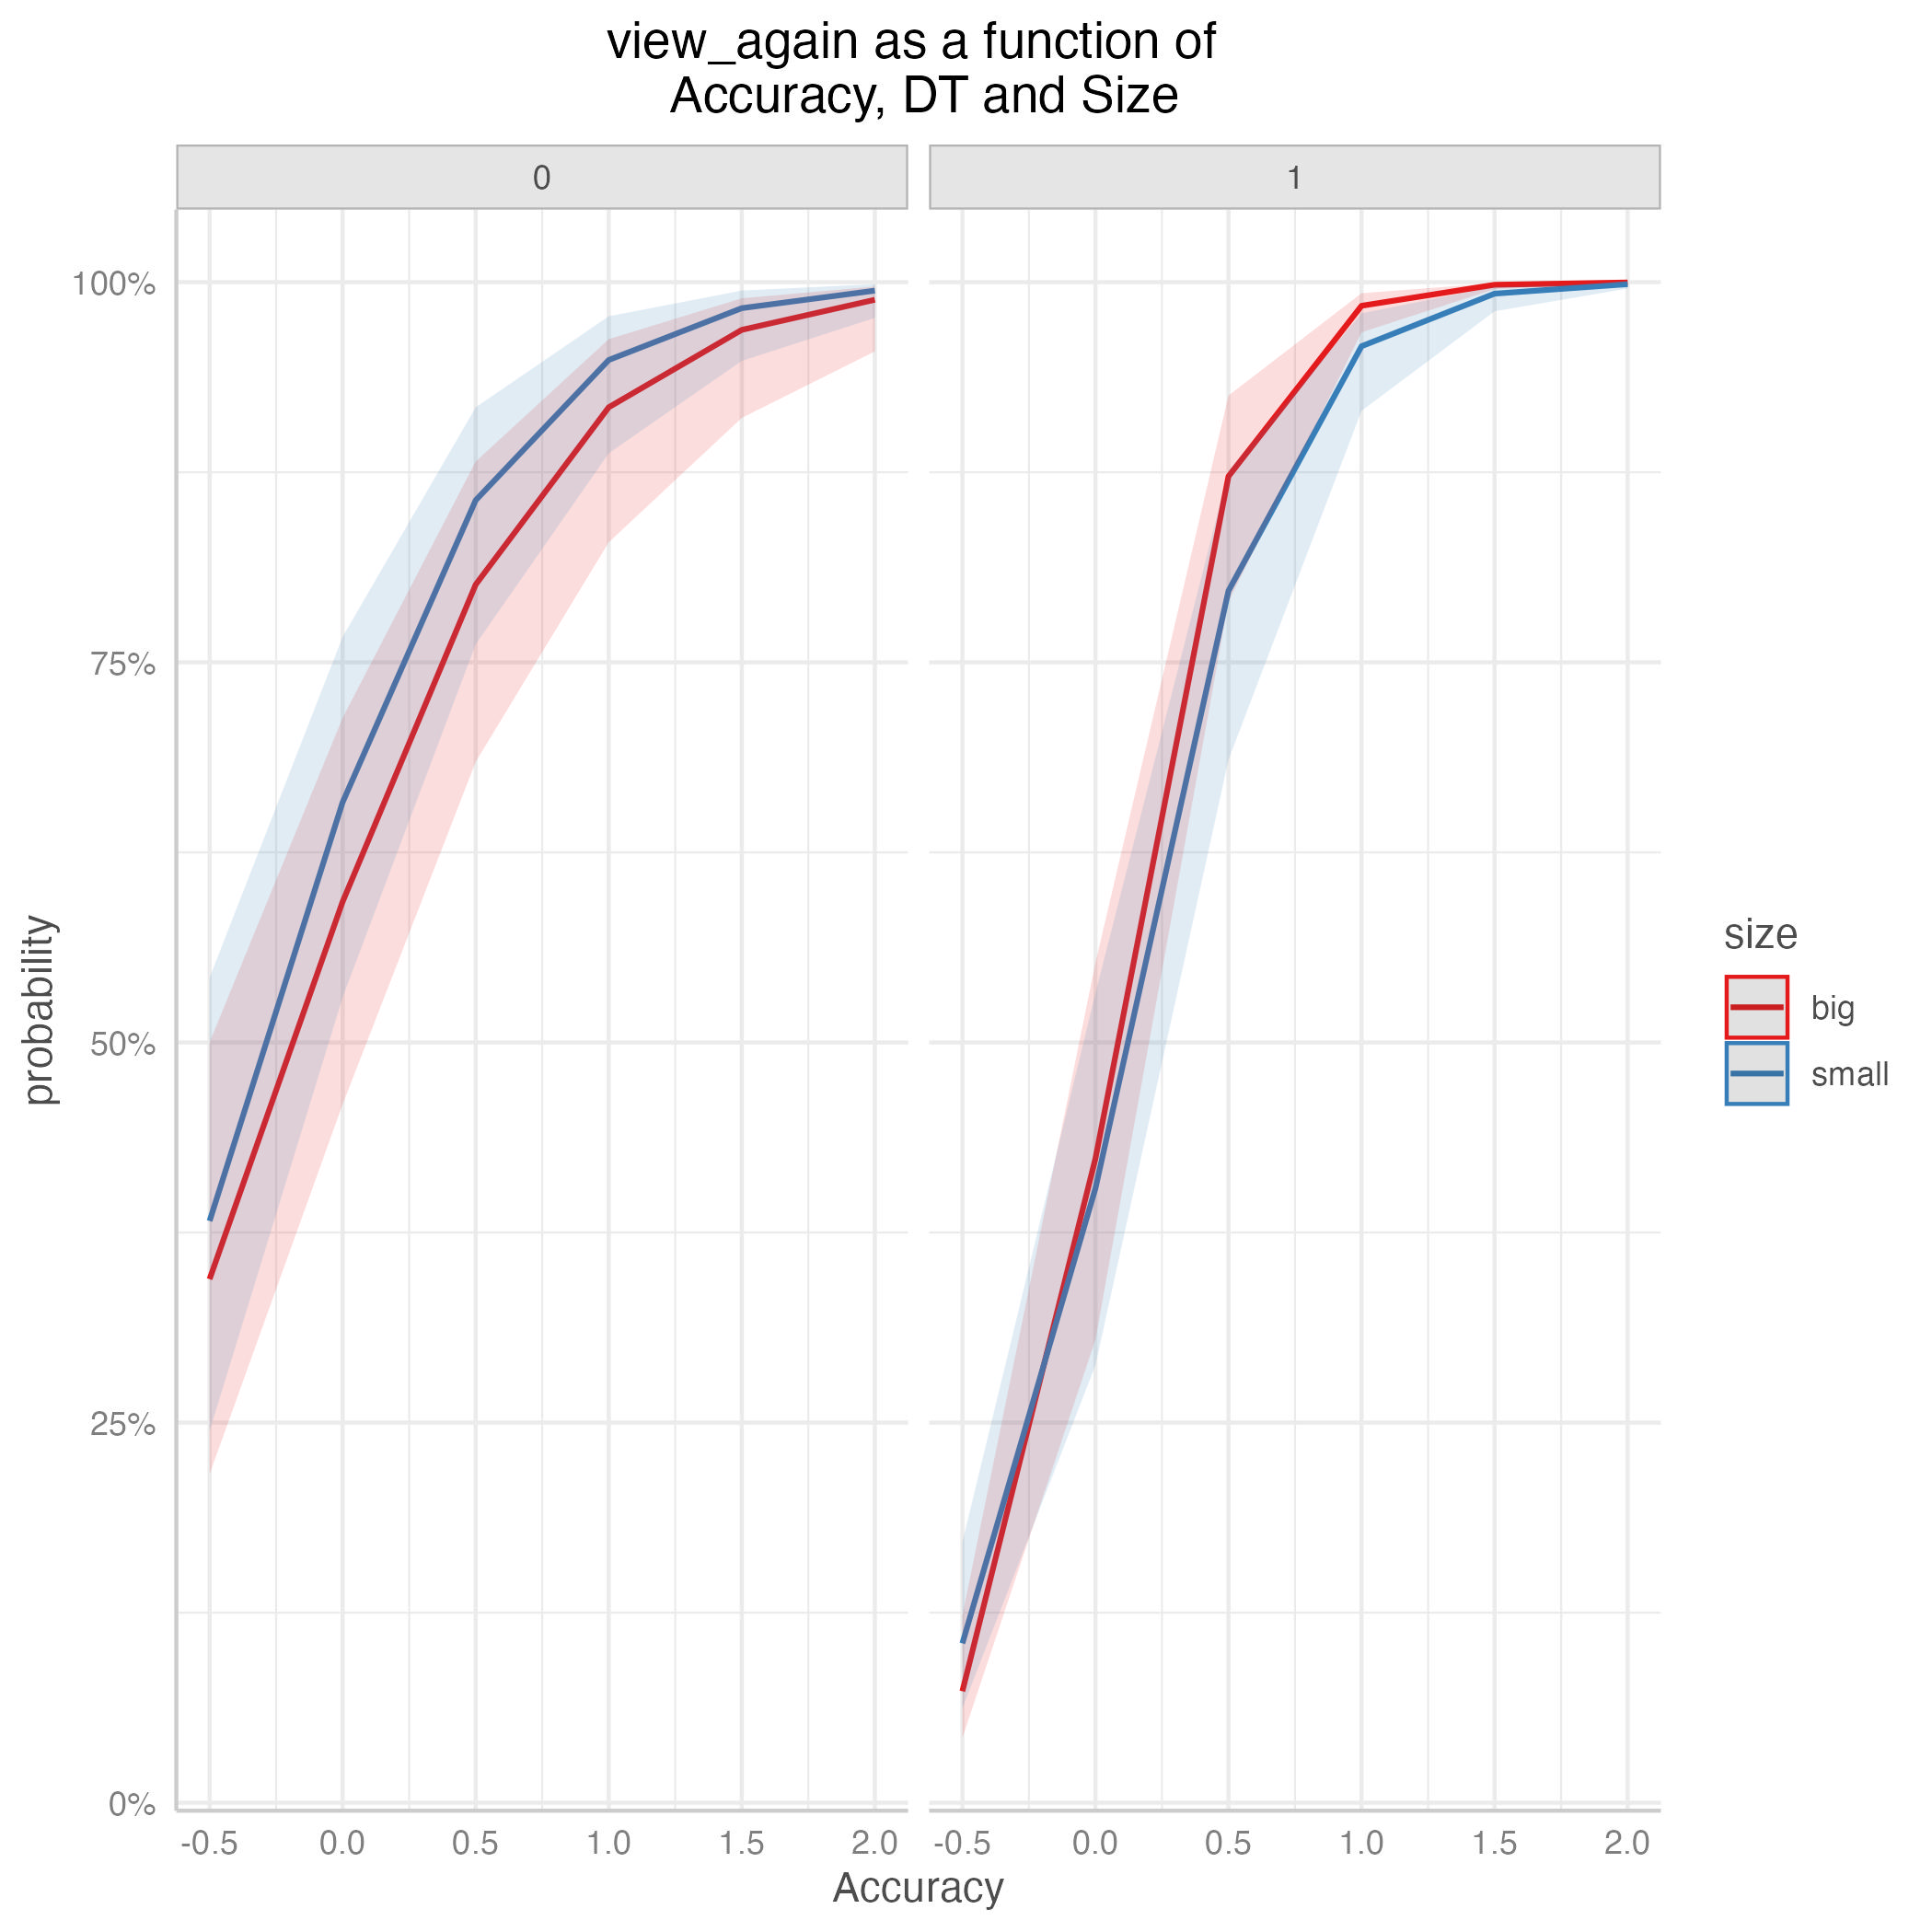 view_again as a function of
Accuracy, DT and Size
0
1
100%
75%
50%
25%
0%
probability
-0.5 0.0 0.5 1.0 1.5 2.0
-0.5 0.0 0.5 1.0 1.5 2.0
Accuracy
size
big
small